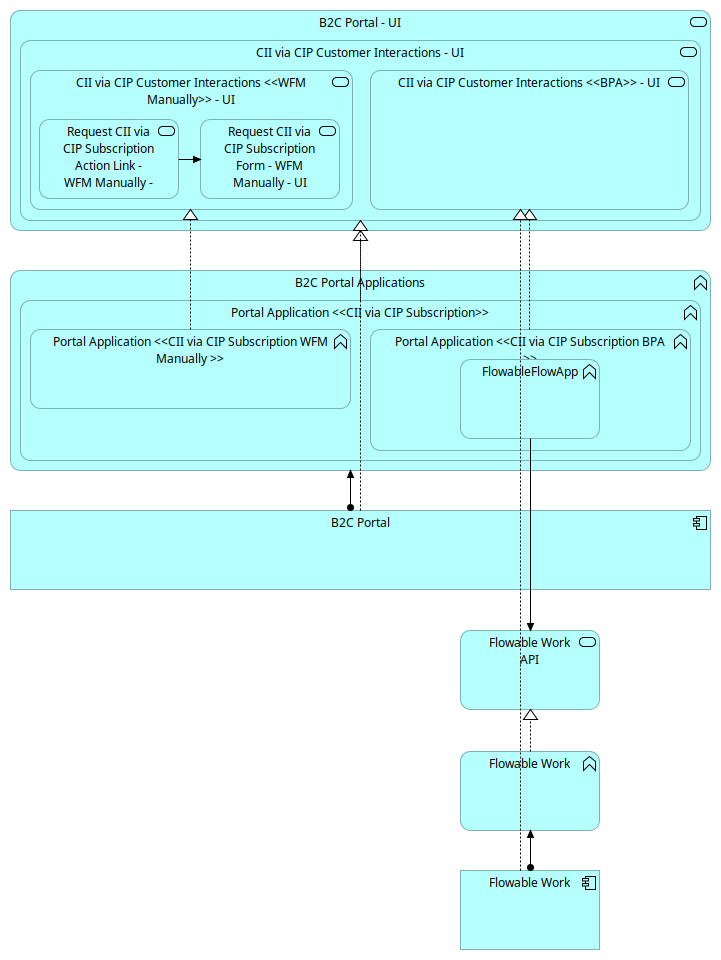 B2C Portal - UI
CII via CIP Customer Interactions - UI
CII via CIP Customer Interactions <<WFM
Manually>> - UI
CII via CIP Customer Interactions <<BPA>> - UI
Request CII via
CIP Subscription
Action Link -
WFM Manually -
Request CII via
CIP Subscription
Form - WFM
Manually - UI
B2C Portal Applications
Portal Application <<CII via CIP Subscription>>
Portal Application <<CII via CIP Subscription WFM
Manually >>
Portal Application <<CII via CIP Subscription BPA
>>
FlowableFlowApp
B2C Portal
Flowable Work
API
Flowable Work
Flowable Work